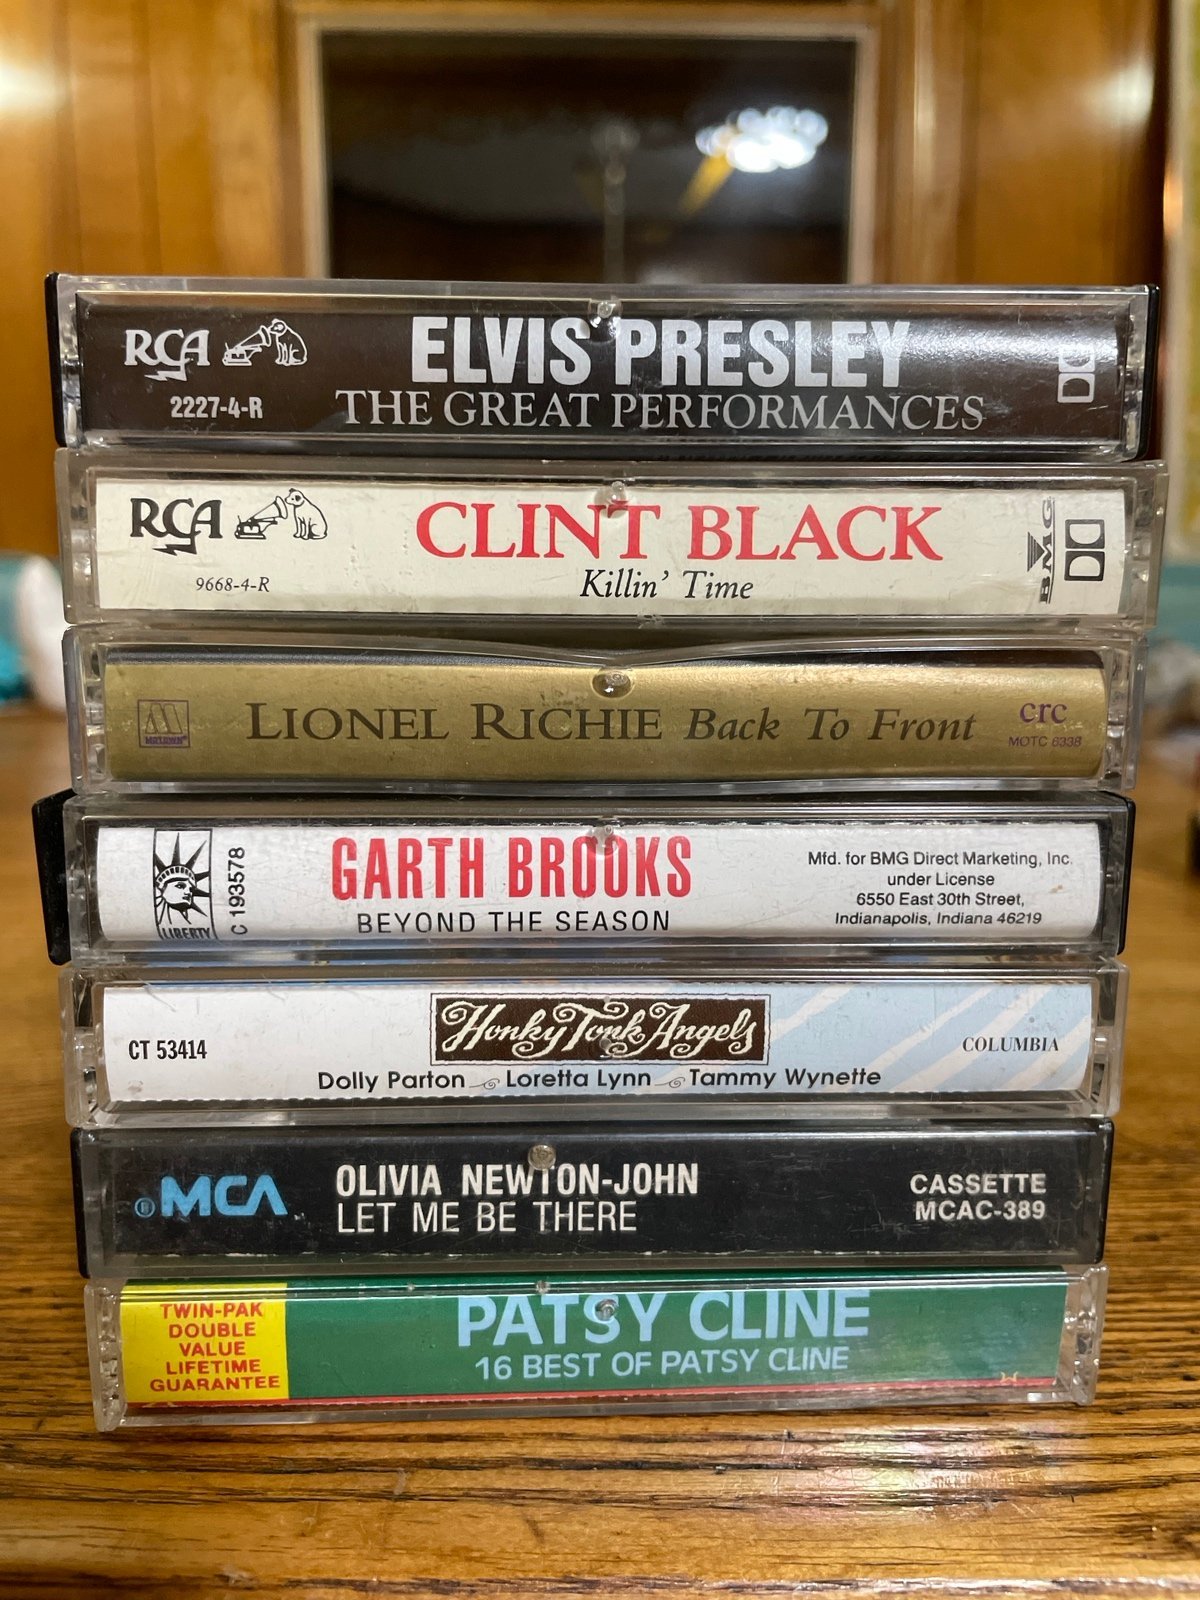 RCA
2227-4-R
ELVIS PRESLEY
THE GREAT PERFORMANCES
RCA
9668-4-R
CLINT BLACK
Killin' Time
BMG
MOTOWN®
LIONEL RICHIE Back To Front
crc
MOTC 6338
LIBERTY
C 193578
GARTH BROOKS
BEYOND THE SEASON
Mfd. for BMG Direct Marketing, Inc.
under License
6550 East 30th Street,
Indianapolis, Indiana 46219
CT 53414
Honky Tonk Angels
Dolly Parton Loretta Lynn Tammy Wynette
COLUMBIA
MCA
OLIVIA NEWTON-JOHN
LET ME BE THERE
CASSETTE
MCAC-389
TWIN-PAK
DOUBLE
VALUE
LIFETIME
GUARANTEE
PATSY CLINE
16 BEST OF PATSY CLINE